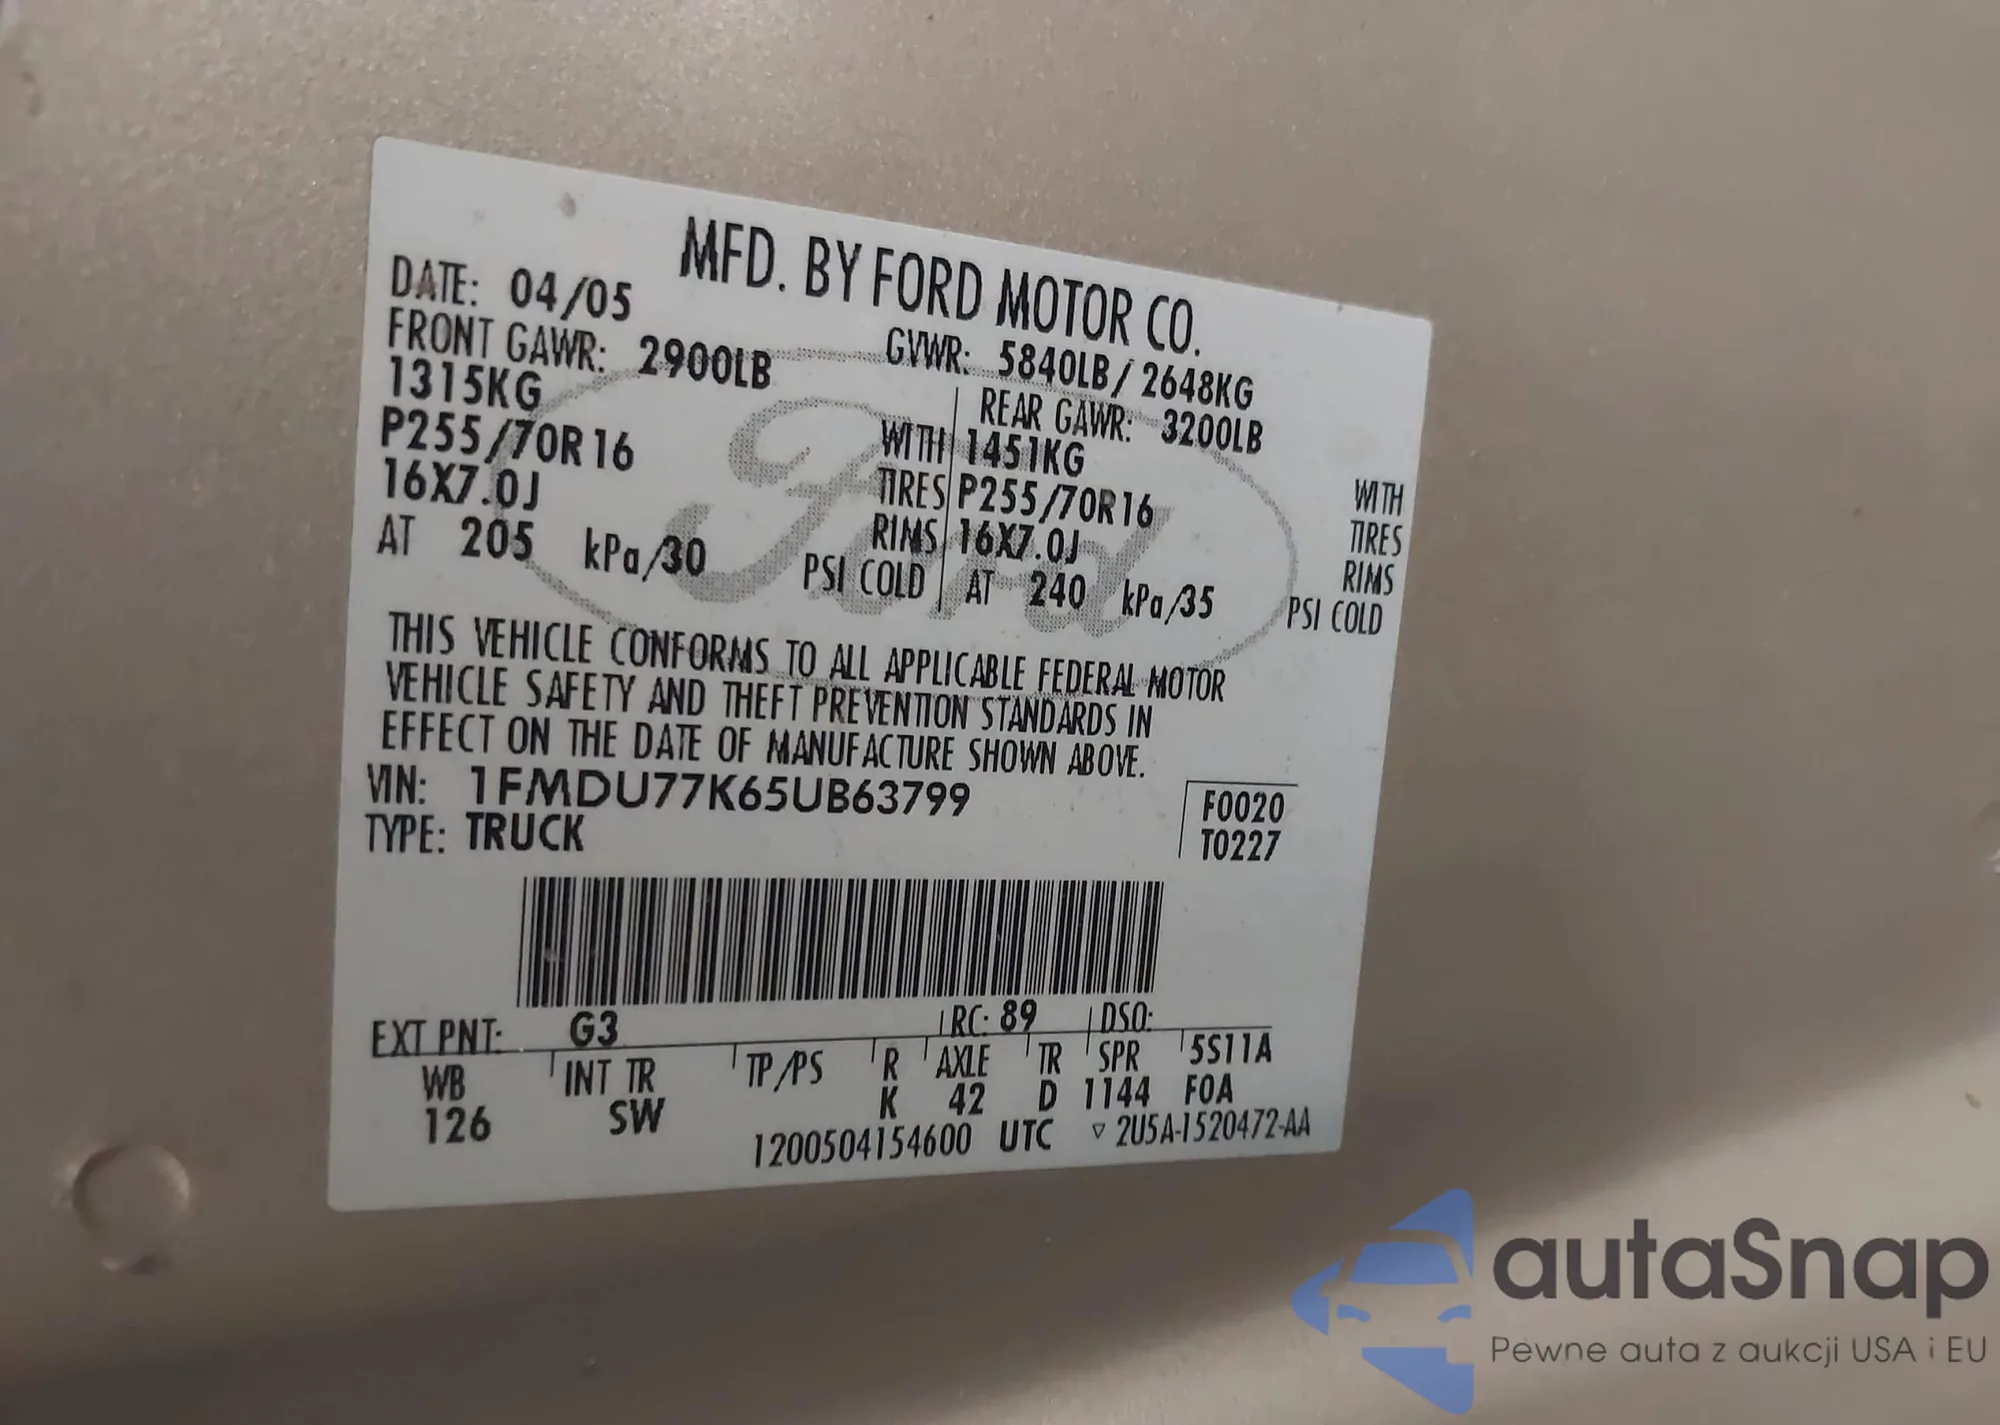 MFD. BY FORD MOTOR CO.
DATE: 04/05
GVWR: 5840LB / 2648KG
FRONT GAWR: 2900LB
1315KG WITH
P255/70R16 TIRES
16X7.0J RIMS
AT 205 kPa/30 PSI COLD
REAR GAWR: 3200LB
1451KG WITH
P255/70R16 TIRES
16X7.0J RIMS
AT 240 kPa/35 PSI COLD
Ford
THIS VEHICLE CONFORMS TO ALL APPLICABLE FEDERAL MOTOR
VEHICLE SAFETY AND THEFT PREVENTION STANDARDS IN
EFFECT ON THE DATE OF MANUFACTURE SHOWN ABOVE.
VIN: 1FMDU77K65UB63799
TYPE: TRUCK
F0020
T0227
EXT PNT: G3 RC: 89 DSO:
WB INT TR TP/PS R AXLE TR SPR 5S11A
126 SW K 42 D 1144 F0A
1200504154600 UTC ▽ 2U5A-1520472-AA
autaSnap
Pewne auta z aukcji USA i EU